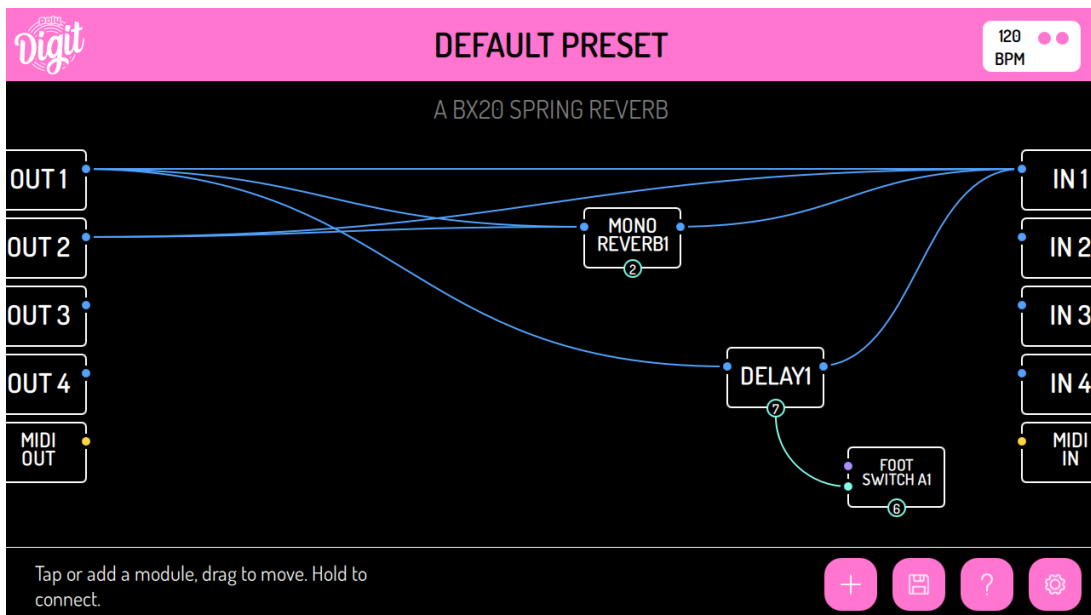 poly
Digit
DEFAULT PRESET
120
BPM
A BX20 SPRING REVERB
OUT 1
IN 1
MONO
REVERB1
2
OUT 2
IN 2
OUT 3
IN 3
OUT 4
DELAY1
7
IN 4
MIDI
OUT
MIDI
IN
FOOT
SWITCH A1
6
Tap or add a module, drag to move. Hold to
connect.
+
?